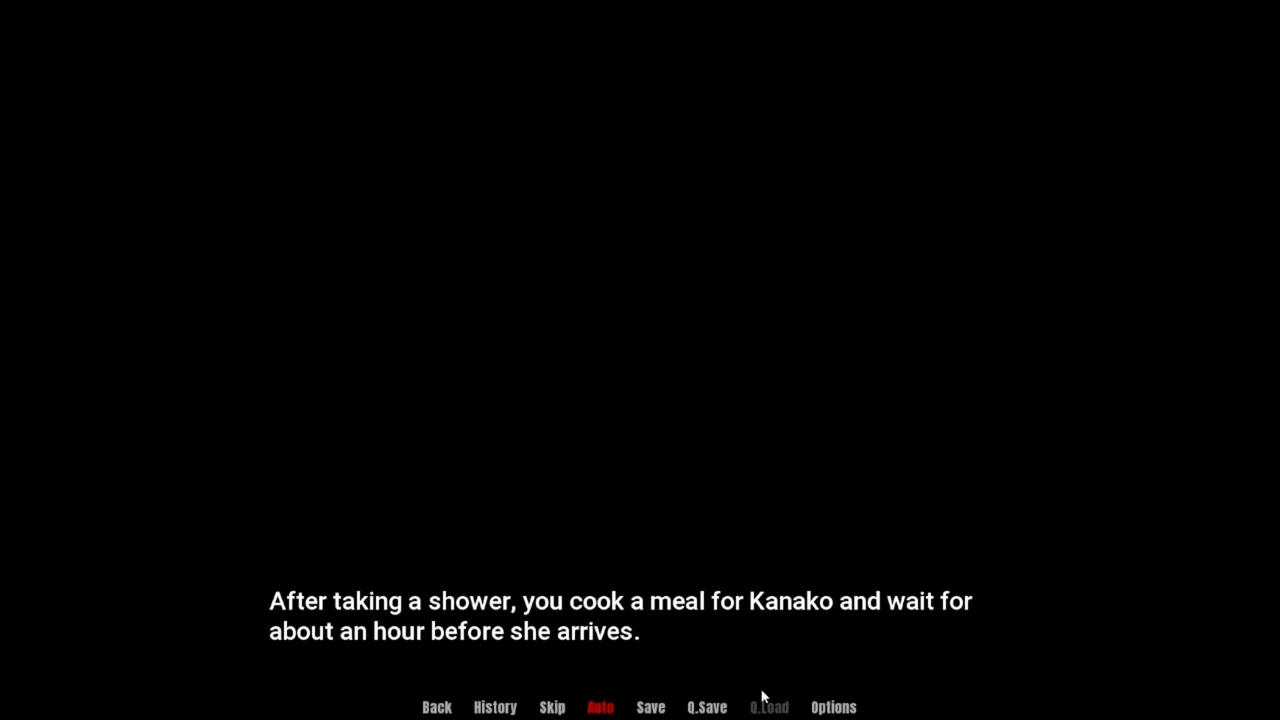 After taking a shower, you cook a meal for Kanako and wait for
about an hour before she arrives.
Back History Skip Auto Save Q.Save Q.Load Options